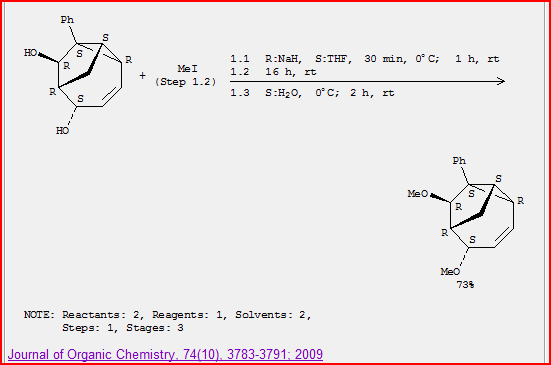 Ph
S
HO
S
R
R
R
S
HO
+
MeI
(Step 1.2)
1.1 R:NaH, S:THF, 30 min, 0°C; 1 h, rt
1.2 16 h, rt
1.3 S:H2O, 0°C; 2 h, rt
Ph
S
MeO
S
R
R
R
S
MeO
73%
NOTE: Reactants: 2, Reagents: 1, Solvents: 2,
Steps: 1, Stages: 3
Journal of Organic Chemistry, 74(10), 3783-3791; 2009